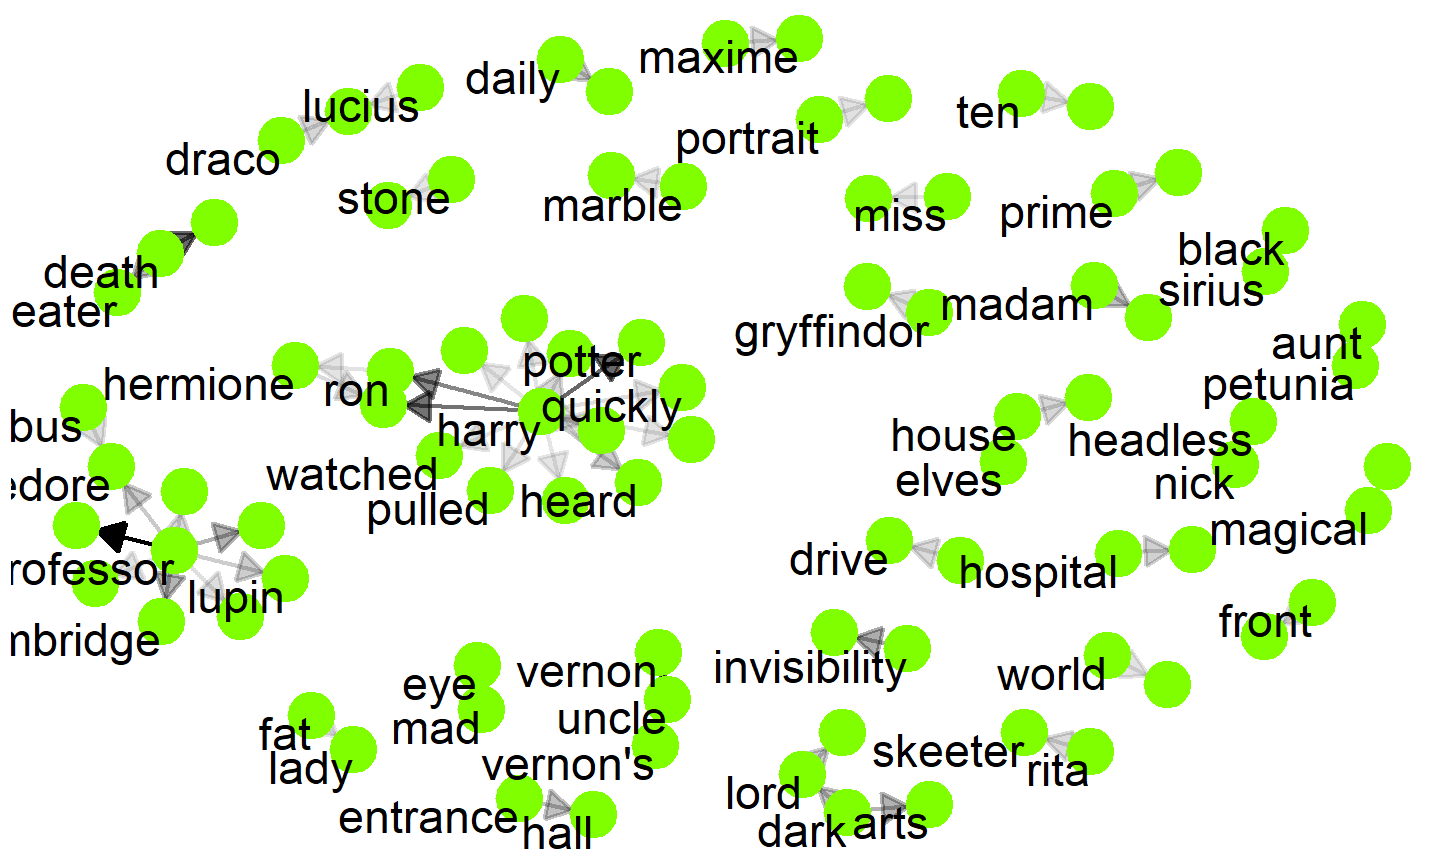 maxime
daily
lucius
portrait
ten
draco
stone
marble
miss
prime
black
sirius
death
eater
gryffindor
madam
aunt
petunia
potter
hermione
ron
quickly
harry
bus
watched
pulled
heard
house
elves
headless
nick
edore
magical
drive
hospital
rofessor
lupin
mbridge
front
invisibility
world
eye
mad
vernon
uncle
vernon's
fat
lady
skeeter
rita
entrance
hall
lord
dark
arts